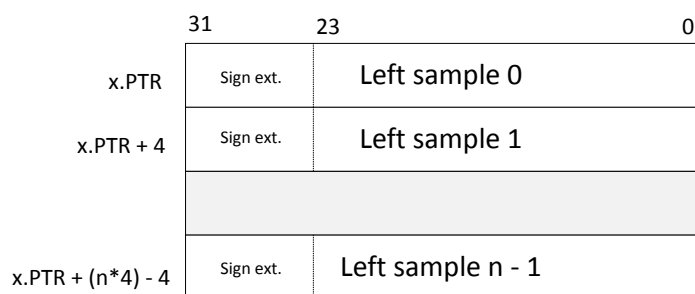 31 23 0
x.PTR Sign ext. Left sample 0
x.PTR + 4 Sign ext. Left sample 1
x.PTR + (n*4) - 4 Sign ext. Left sample n - 1